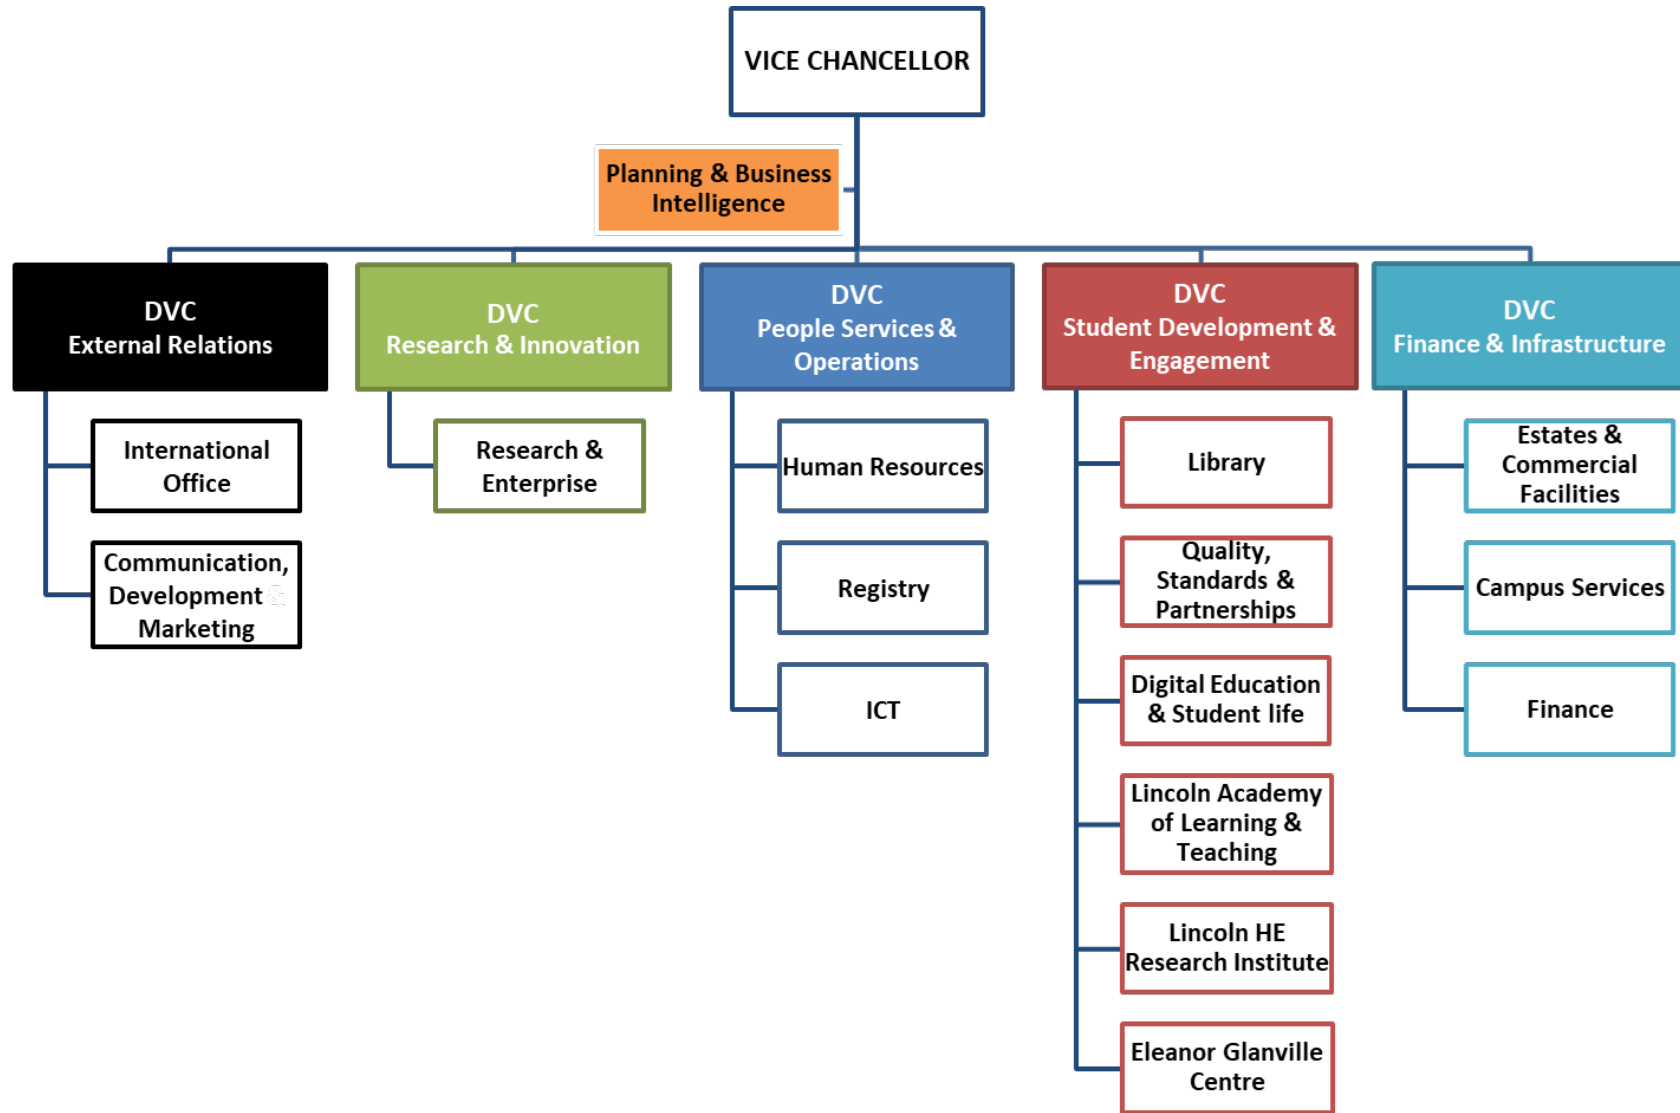 VICE CHANCELLOR
Planning & Business
Intelligence
DVC
External Relations
DVC
Research & Innovation
DVC
People Services &
Operations
DVC
Student Development &
Engagement
DVC
Finance & Infrastructure
International
Office
Communication,
Development &
Marketing
Research &
Enterprise
Human Resources
Registry
ICT
Library
Quality,
Standards &
Partnerships
Digital Education
& Student life
Lincoln Academy
of Learning &
Teaching
Lincoln HE
Research Institute
Eleanor Glanville
Centre
Estates &
Commercial
Facilities
Campus Services
Finance